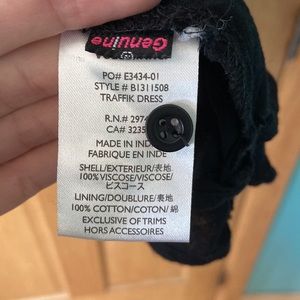 Genuine
PO# E3434-01
STYLE # B1311508
TRAFFIK DRESS
R.N.# 2974
CA# 3235
MADE IN INDI
FABRIQUE EN INDE
SHELL/EXTERIEUR/表地
100% VISCOSE/VISCOSE/
ビスコース
LINING/DOUBLURE/裏地
100% COTTON/COTON/ 綿
EXCLUSIVE OF TRIMS
HORS ACCESSOIRES